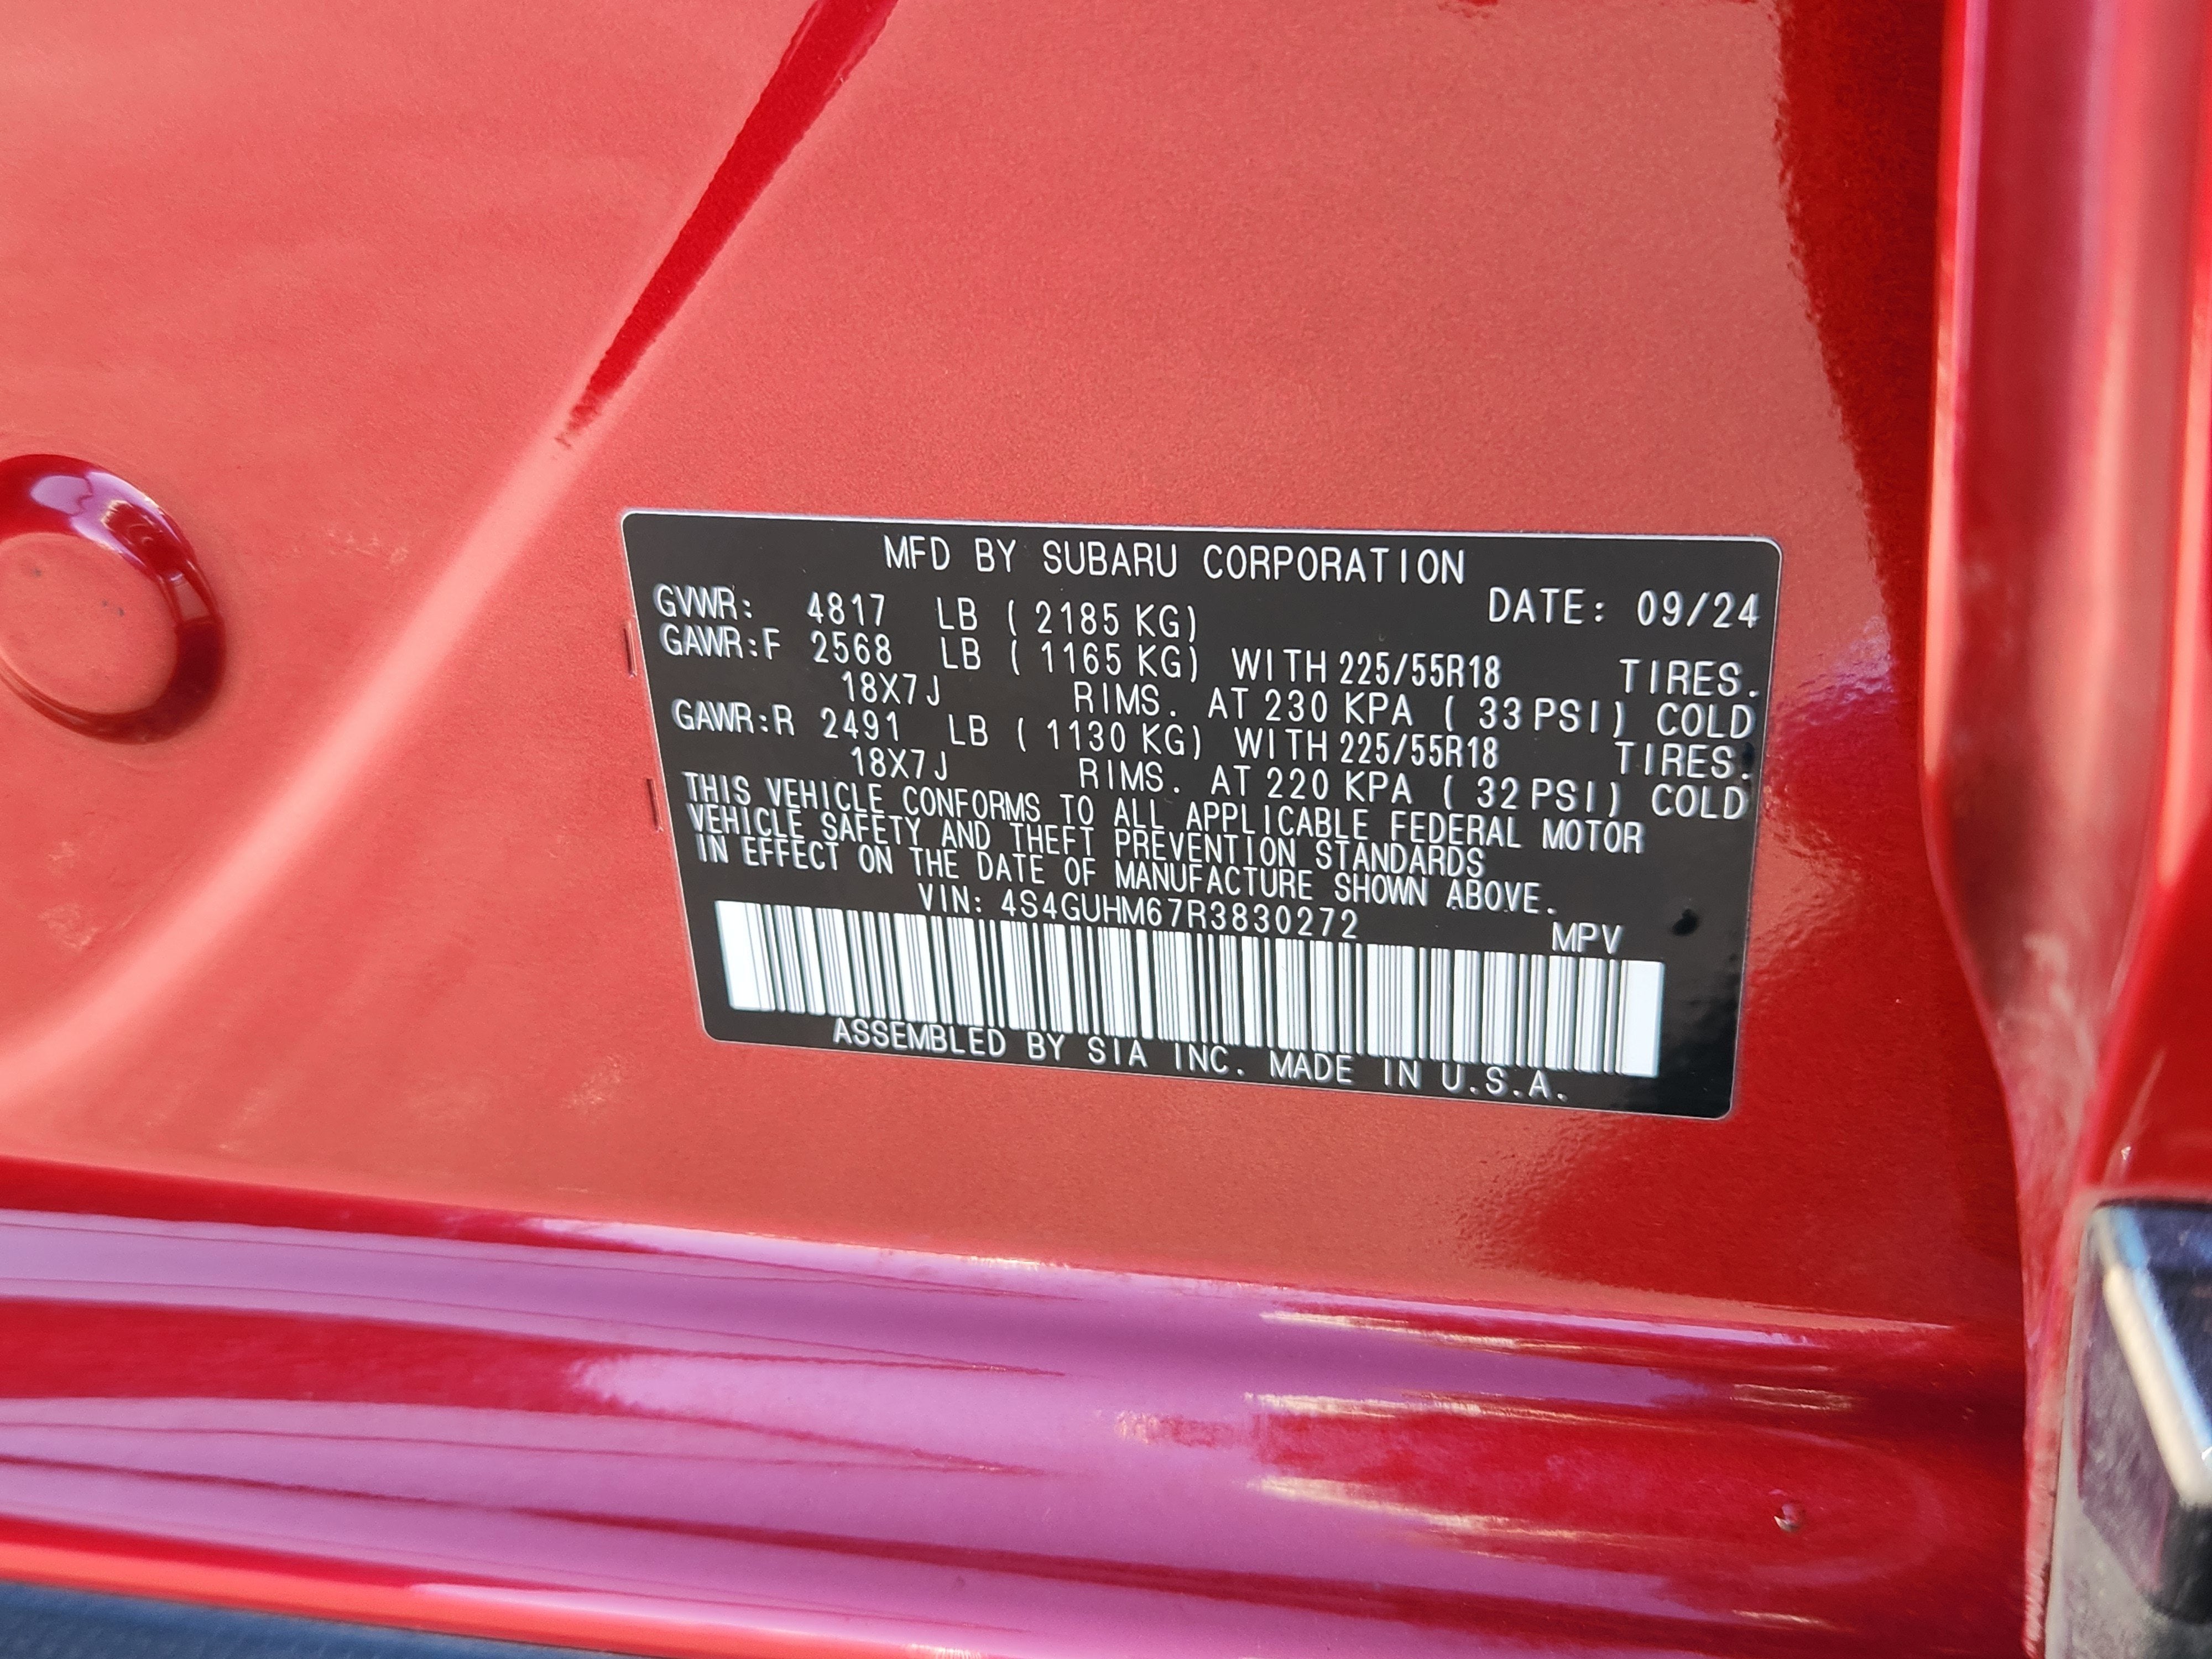 MFD BY SUBARU CORPORATION
DATE: 09/24
GVWR: 4817 LB ( 2185 KG)
GAWR:F 2568 LB ( 1165 KG) WITH 225/55R18 TIRES.
18X7J RIMS. AT 230 KPA ( 33 PSI) COLD
GAWR:R 2491 LB ( 1130 KG) WITH 225/55R18 TIRES.
18X7J RIMS. AT 220 KPA ( 32 PSI) COLD
THIS VEHICLE CONFORMS TO ALL APPLICABLE FEDERAL MOTOR
VEHICLE SAFETY AND THEFT PREVENTION STANDARDS
IN EFFECT ON THE DATE OF MANUFACTURE SHOWN ABOVE.
VIN: 4S4GUHM67R3830272 MPV
ASSEMBLED BY SIA INC. MADE IN U.S.A.